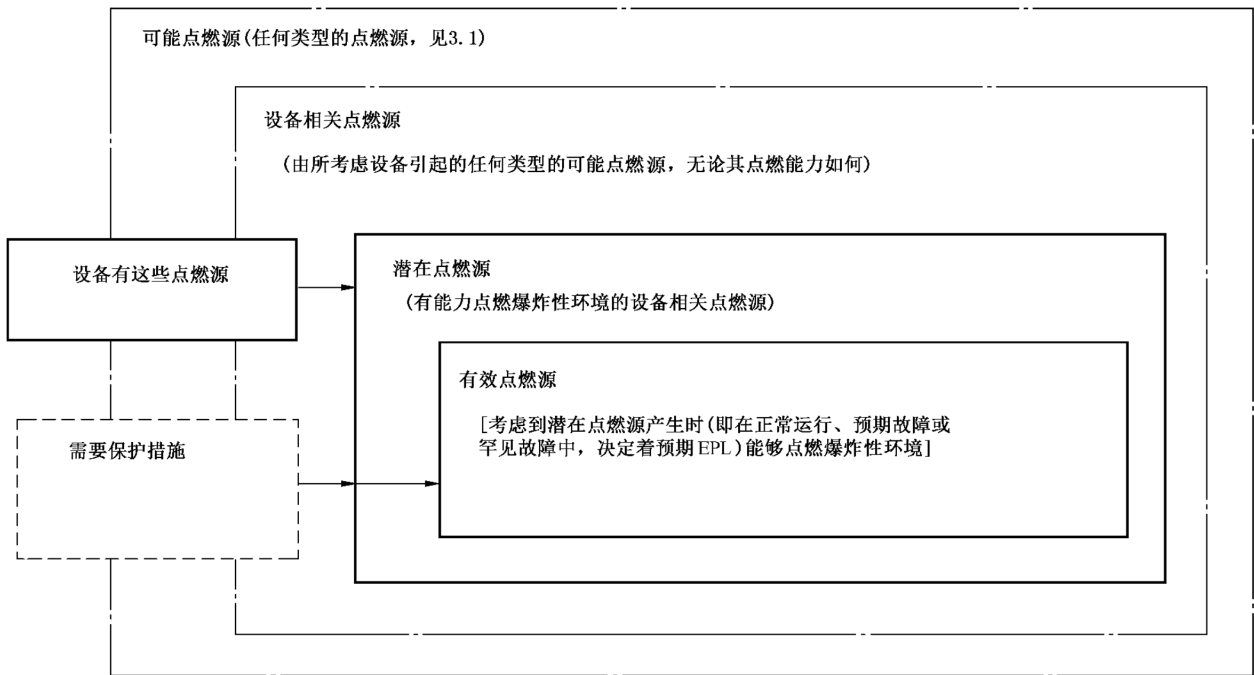 可能点燃源(任何类型的点燃源，见3.1)
设备相关点燃源
(由所考虑设备引起的任何类型的可能点燃源，无论其点燃能力如何)
设备有这些点燃源
潜在点燃源
(有能力点燃爆炸性环境的设备相关点燃源)
有效点燃源
[考虑到潜在点燃源产生时(即在正常运行、预期故障或
罕见故障中，决定着预期EPL)能够点燃爆炸性环境]
需要保护措施